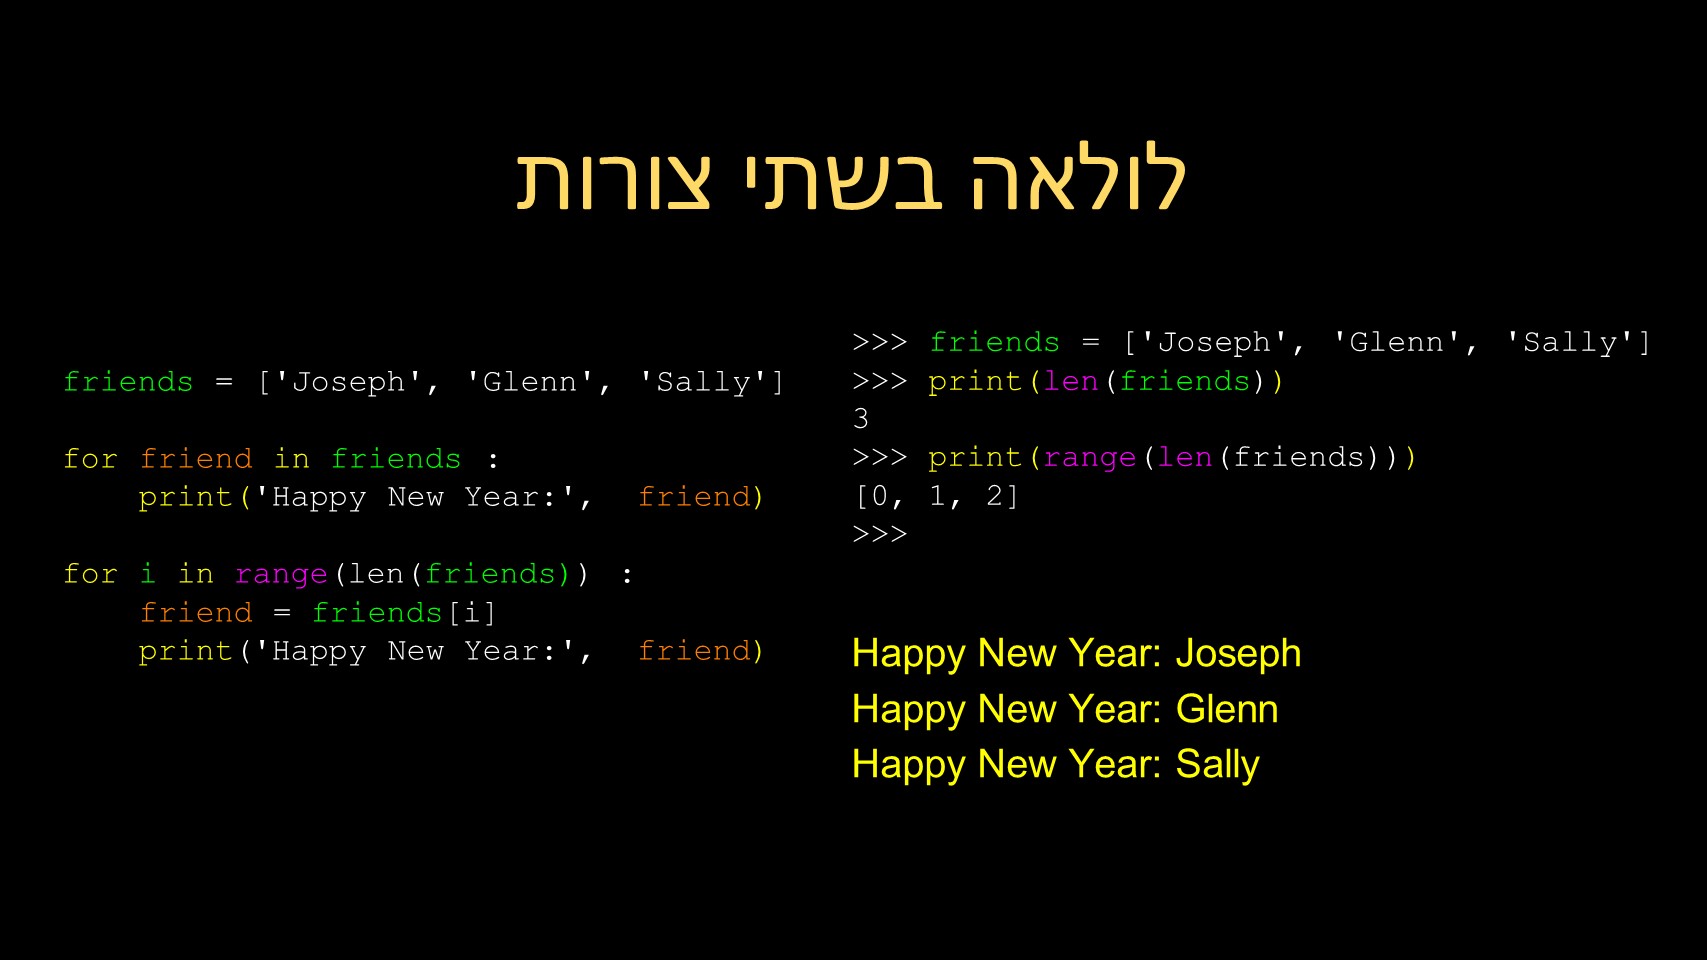 לולאה בשתי צורות
friends = ['Joseph', 'Glenn', 'Sally']
for friend in friends :
    print('Happy New Year:',  friend)
for i in range(len(friends)) :
    friend = friends[i]
    print('Happy New Year:',  friend)
>>> friends = ['Joseph', 'Glenn', 'Sally']
>>> print(len(friends))
3
>>> print(range(len(friends)))
[0, 1, 2]
>>>
Happy New Year: Joseph
Happy New Year: Glenn
Happy New Year: Sally